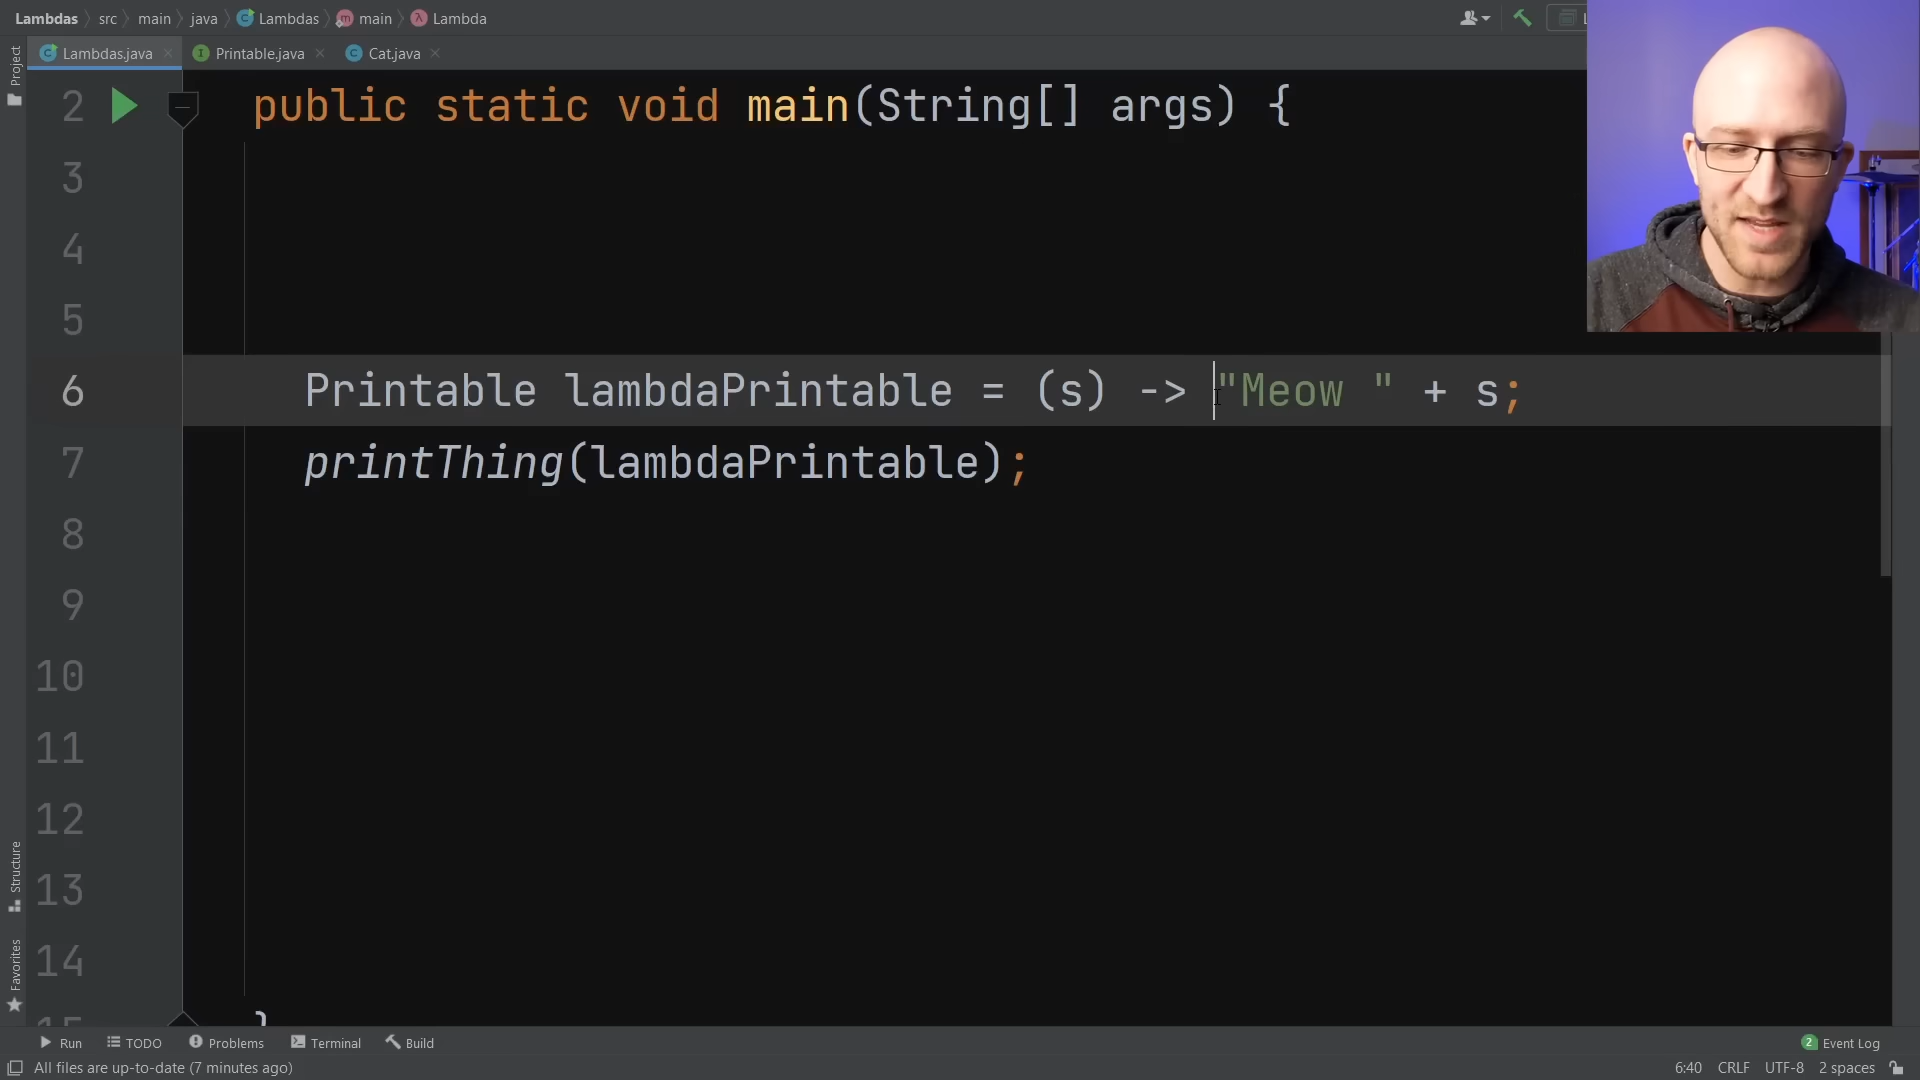 Lambdas src main java Lambdas main Lambda
Project
Lambdas.java Printable.java Cat.java
2 public static void main(String[] args) {
3
4
5
6 Printable lambdaPrintable = (s) -> "Meow " + s;
7 printThing(lambdaPrintable);
8
9
10
11
12
13
14
15 }
Structure
Favorites
Run TODO Problems Terminal Build 2 Event Log
All files are up-to-date (7 minutes ago) 6:40 CRLF UTF-8 2 spaces